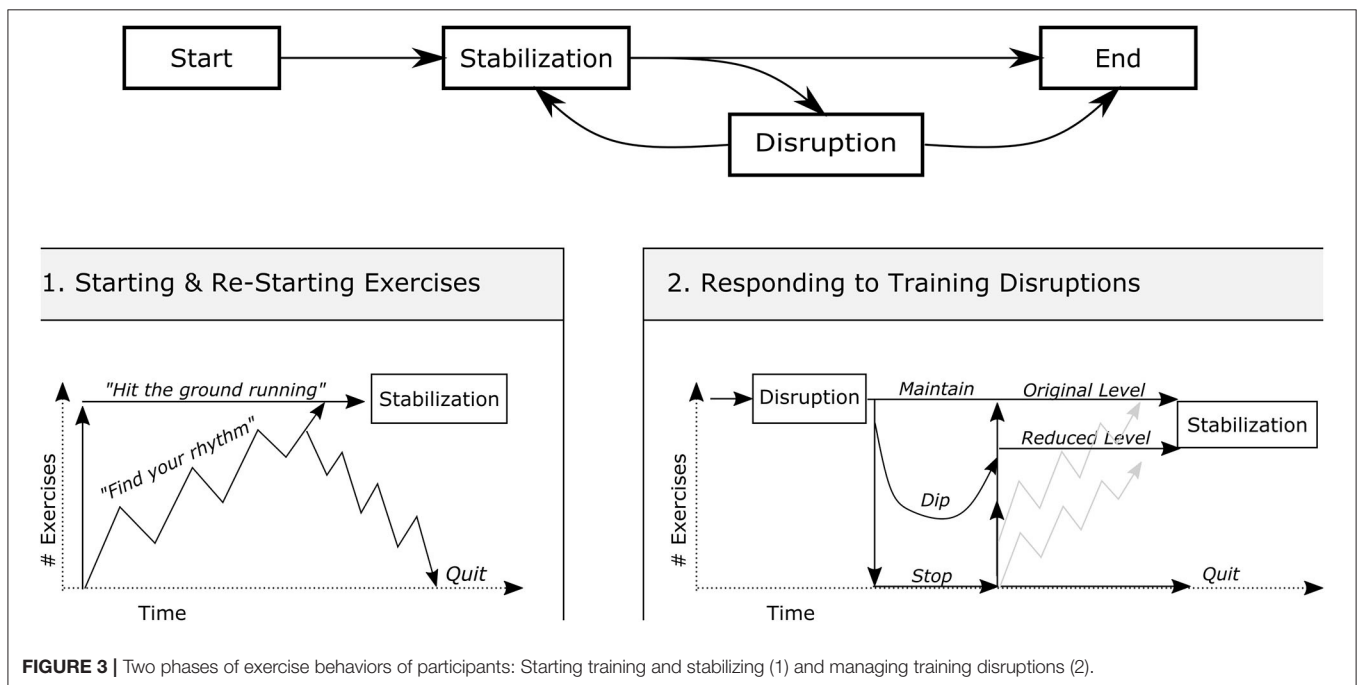 Start
Stabilization
End
Disruption
1. Starting & Re-Starting Exercises
"Hit the ground running"
Stabilization
"Find your rhythm"
# Exercises
Quit
Time
2. Responding to Training Disruptions
Disruption
Maintain
Original Level
Stabilization
Reduced Level
# Exercises
Dip
Stop
Quit
Time
FIGURE 3 | Two phases of exercise behaviors of participants: Starting training and stabilizing (1) and managing training disruptions (2).